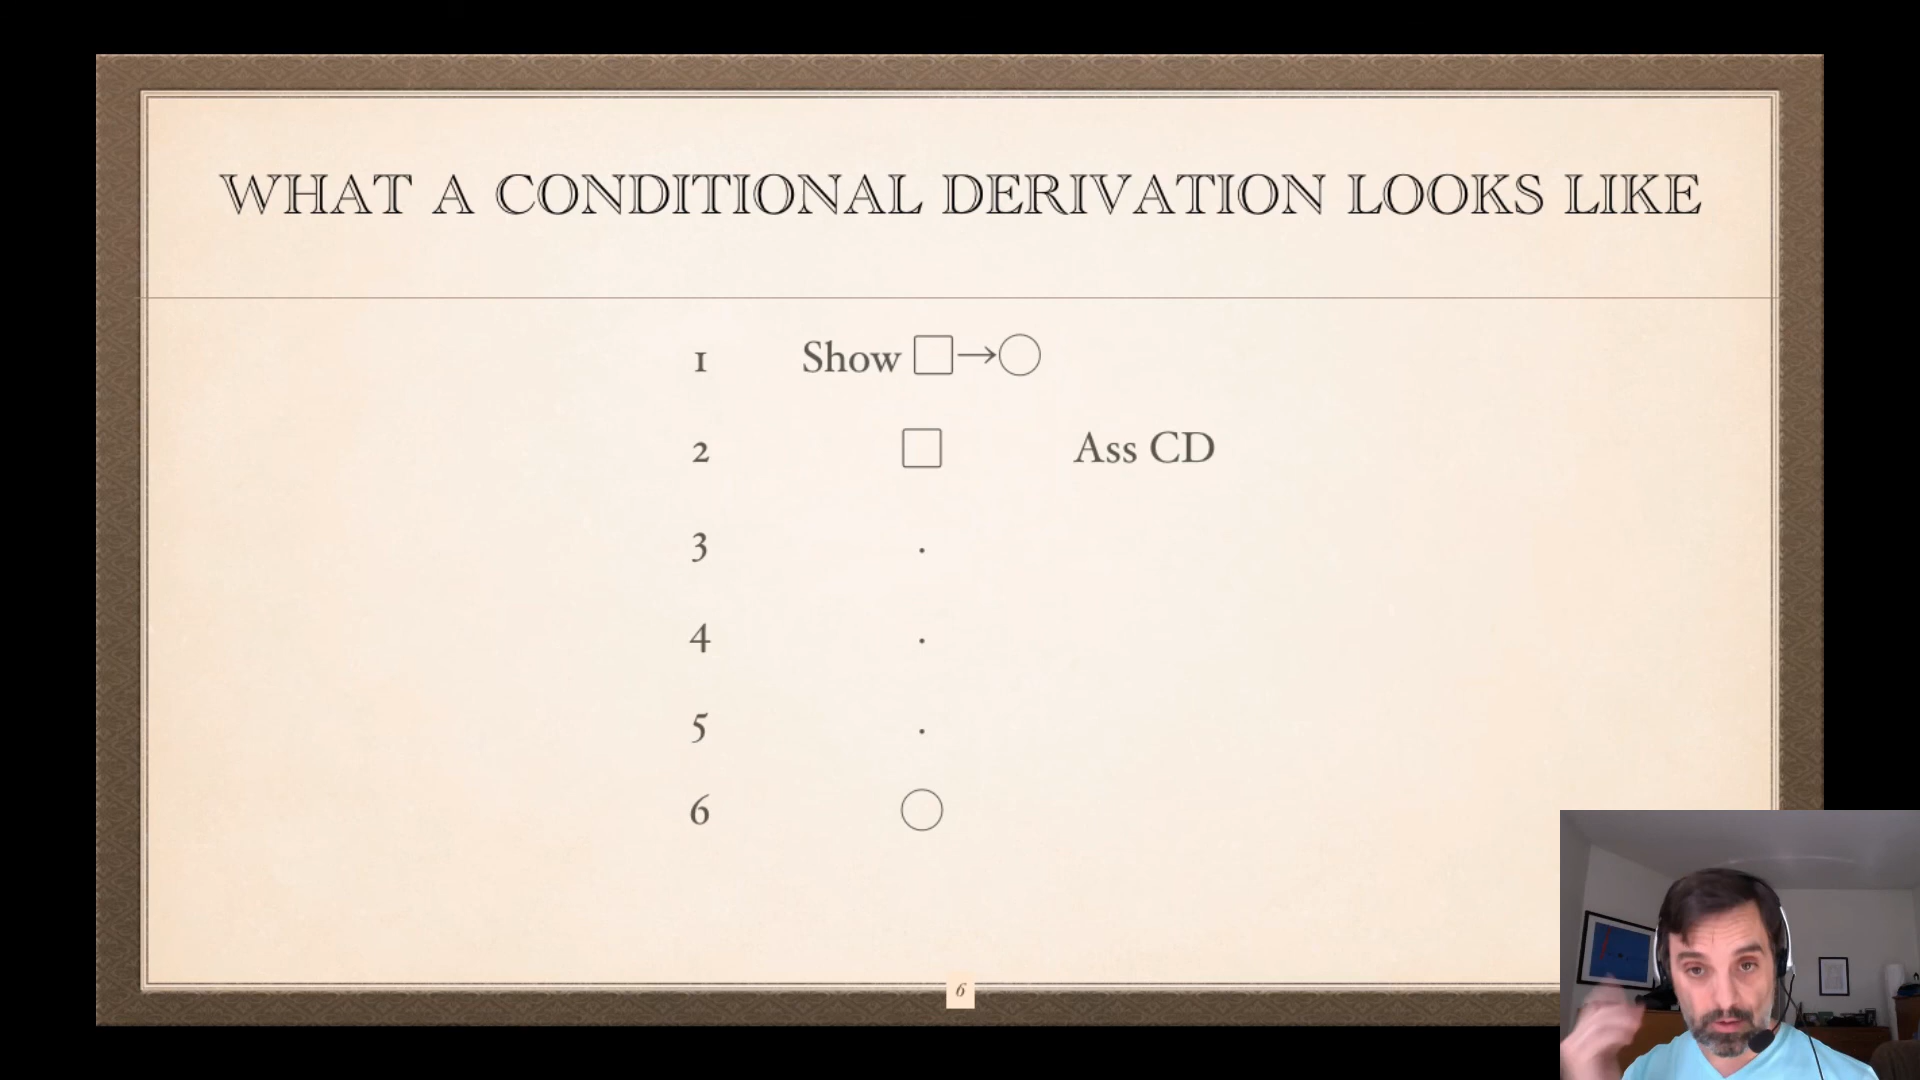 WHAT A CONDITIONAL DERIVATION LOOKS LIKE
1 Show □→○
2 □ Ass CD
3 .
4 .
5 .
6 ○
6